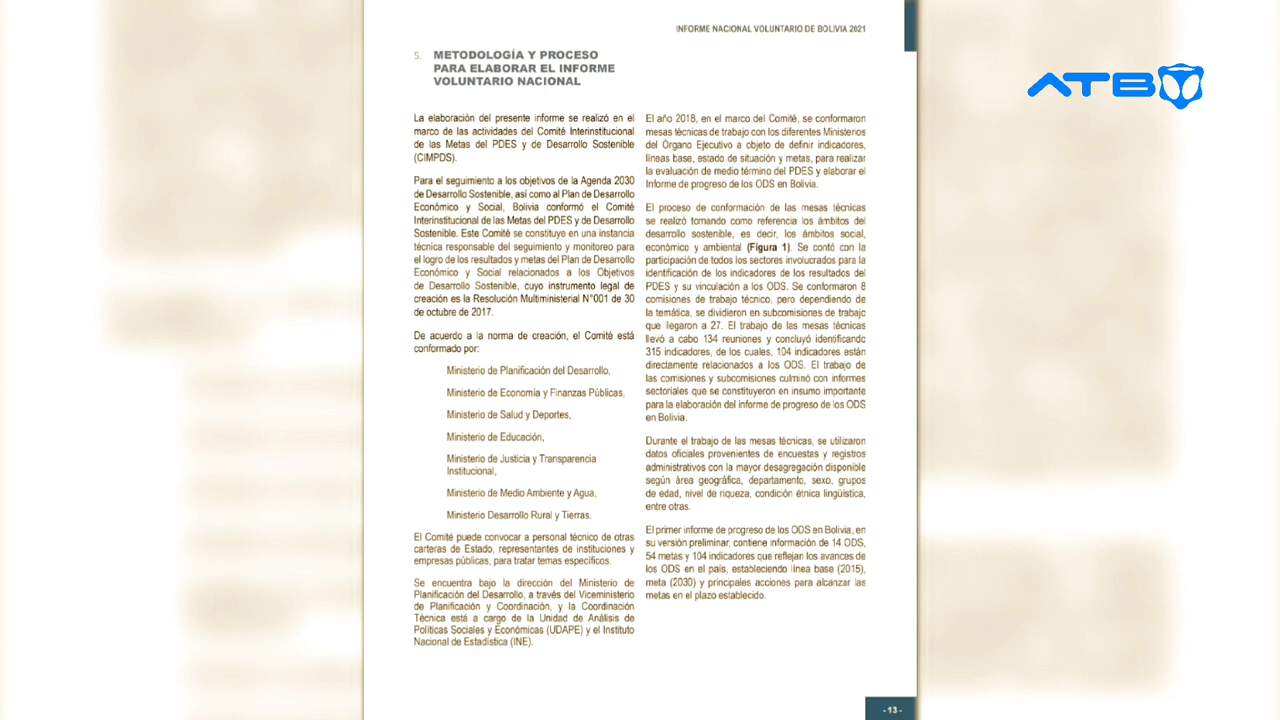 INFORME NACIONAL VOLUNTARIO DE BOLIVIA 2021
ATB
5. METODOLOGÍA Y PROCESO
PARA ELABORAR EL INFORME
VOLUNTARIO NACIONAL
La elaboración del presente informe se realizó en el
marco de las actividades del Comité Interinstitucional
de las Metas del PDES y de Desarrollo Sostenible
(CIMPDS).
Para el seguimiento a los objetivos de la Agenda 2030
de Desarrollo Sostenible, así como al Plan de Desarrollo
Económico y Social, Bolivia conformó el Comité
Interinstitucional de las Metas del PDES y de Desarrollo
Sostenible. Este Comité se constituye en una instancia
técnica responsable del seguimiento y monitoreo para
el logro de los resultados y metas del Plan de Desarrollo
Económico y Social relacionados a los Objetivos
de Desarrollo Sostenible, cuyo instrumento legal de
creación es la Resolución Multiministerial N°001 de 30
de octubre de 2017.
De acuerdo a la norma de creación, el Comité está
conformado por:
Ministerio de Planificación del Desarrollo,
Ministerio de Economía y Finanzas Públicas,
Ministerio de Salud y Deportes,
Ministerio de Educación,
Ministerio de Justicia y Transparencia
Institucional,
Ministerio de Medio Ambiente y Agua,
Ministerio Desarrollo Rural y Tierras.
El Comité puede convocar a personal técnico de otras
carteras de Estado, representantes de instituciones y
empresas públicas, para tratar temas específicos.
Se encuentra bajo la dirección del Ministerio de
Planificación del Desarrollo, a través del Viceministerio
de Planificación y Coordinación, y la Coordinación
Técnica está a cargo de la Unidad de Análisis de
Políticas Sociales y Económicas (UDAPE) y el Instituto
Nacional de Estadística (INE).
El año 2018, en el marco del Comité, se conformaron
mesas técnicas de trabajo con los diferentes Ministerios
del Órgano Ejecutivo a objeto de definir indicadores,
líneas base, estado de situación y metas, para realizar
la evaluación de medio término del PDES y elaborar el
Informe de progreso de los ODS en Bolivia.
El proceso de conformación de las mesas técnicas
se realizó tomando como referencia los ámbitos del
desarrollo sostenible, es decir, los ámbitos social,
económico y ambiental (Figura 1). Se contó con la
participación de todos los sectores involucrados para la
identificación de los indicadores de los resultados del
PDES y su vinculación a los ODS. Se conformaron 8
comisiones de trabajo técnico, pero dependiendo de
la temática, se dividieron en subcomisiones de trabajo
que llegaron a 27. El trabajo de las mesas técnicas
llevó a cabo 134 reuniones y concluyó identificando
315 indicadores, de los cuales, 104 indicadores están
directamente relacionados a los ODS. El trabajo de
las comisiones y subcomisiones culminó con informes
sectoriales que se constituyeron en insumo importante
para la elaboración del informe de progreso de los ODS
en Bolivia.
Durante el trabajo de las mesas técnicas, se utilizaron
datos oficiales provenientes de encuestas y registros
administrativos con la mayor desagregación disponible
según área geográfica, departamento, sexo, grupos
de edad, nivel de riqueza, condición étnica lingüística,
entre otras.
El primer informe de progreso de los ODS en Bolivia, en
su versión preliminar, contiene información de 14 ODS,
54 metas y 104 indicadores que reflejan los avances de
los ODS en el país, estableciendo línea base (2015),
meta (2030) y principales acciones para alcanzar las
metas en el plazo establecido.
- 13 -